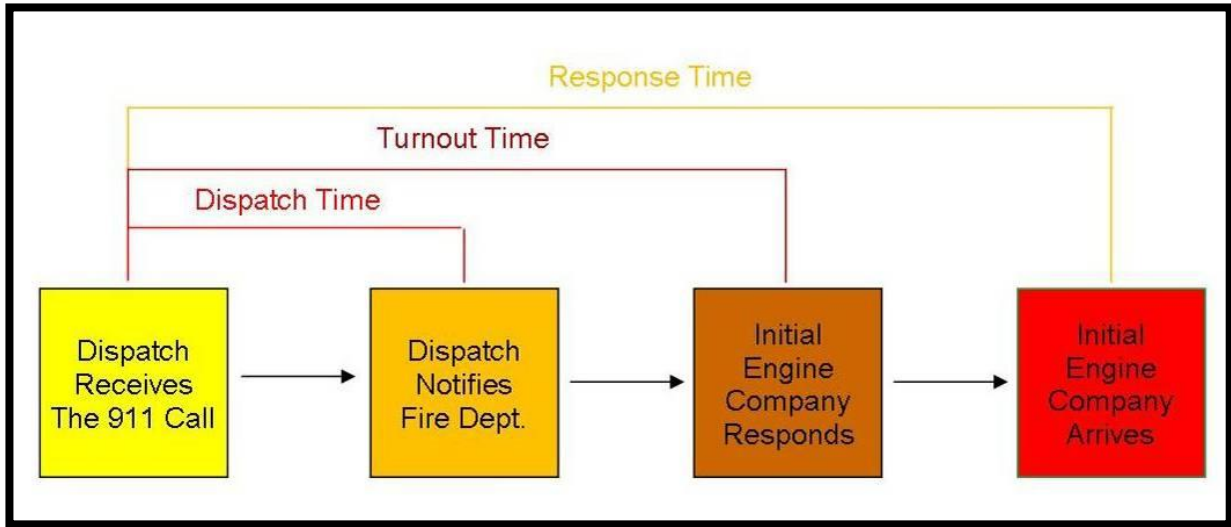 Response Time
Turnout Time
Dispatch Time
Dispatch
Receives
The 911 Call
Dispatch
Notifies
Fire Dept.
Initial
Engine
Company
Responds
Initial
Engine
Company
Arrives